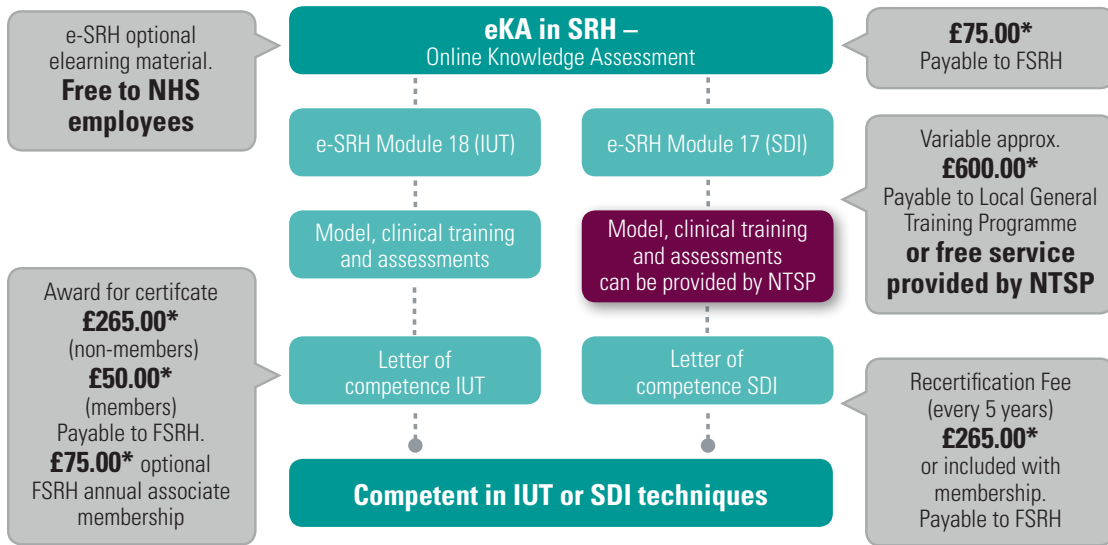 e-SRH optional
elearning material.
Free to NHS
employees
eKA in SRH –
Online Knowledge Assessment
£75.00*
Payable to FSRH
e-SRH Module 18 (IUT)
e-SRH Module 17 (SDI)
Variable approx.
£600.00*
Payable to Local General
Training Programme
or free service
provided by NTSP
Model, clinical training
and assessments
Model, clinical training
and assessments
can be provided by NTSP
Award for certifcate
£265.00*
(non-members)
£50.00*
(members)
Payable to FSRH.
£75.00* optional
FSRH annual associate
membership
Letter of
competence IUT
Letter of
competence SDI
Recertification Fee
(every 5 years)
£265.00*
or included with
membership.
Payable to FSRH
Competent in IUT or SDI techniques